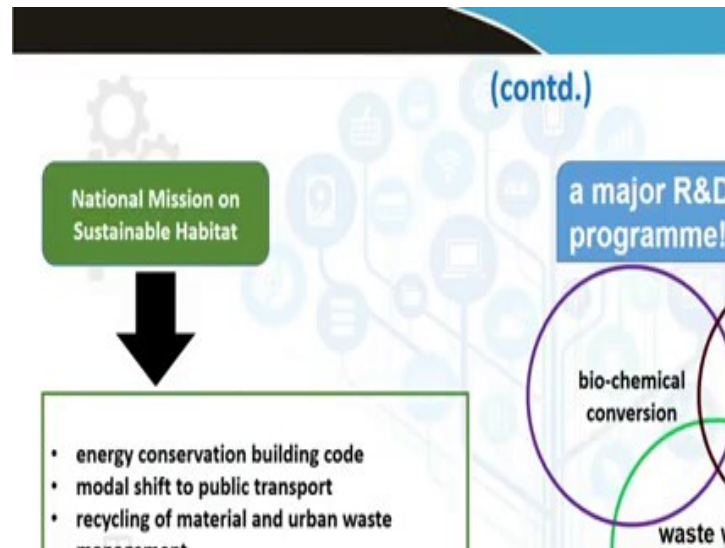 (contd.)
National Mission on
Sustainable Habitat
a major R&D
programme!
bio-chemical
conversion
• energy conservation building code
• modal shift to public transport
• recycling of material and urban waste
management
waste